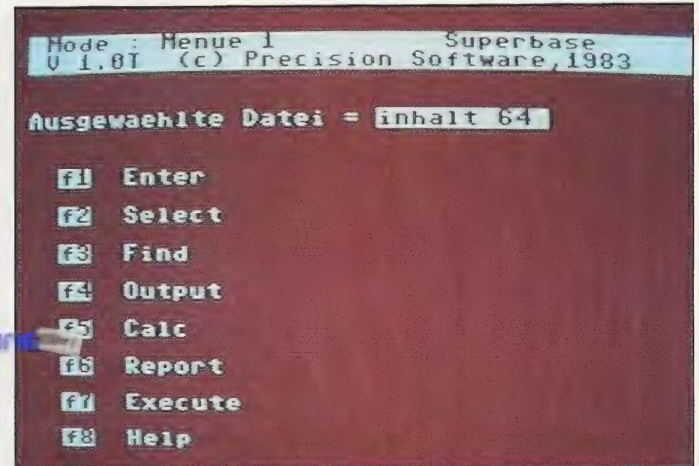 Mode : Menue 1 Superbase
V 1.0T (c) Precision Software,1983
Ausgewaehlte Datei = inhalt 64
f1 Enter
f2 Select
f3 Find
f4 Output
f5 Calc
f6 Report
f7 Execute
f8 Help